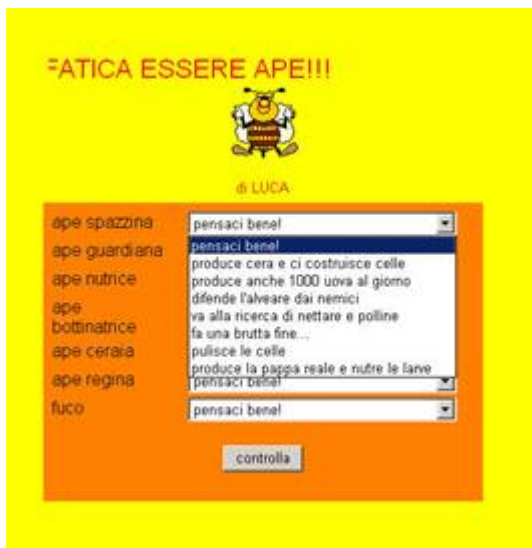 FATICA ESSERE APE!!!
di LUCA
ape spazzina
pensaci bene!
ape guardiana
pensaci bene!
produce cera e ci costruisce celle
ape nutrice
produce anche 1000 uova al giorno
difende l'alveare dai nemici
ape
va alla ricerca di nettare e polline
bottinatrice
fa una brutta fine...
ape ceraia
pulisce le celle
produce la pappa reale e nutre le larve
ape regina
pensaci bene!
fuco
pensaci bene!
controlla